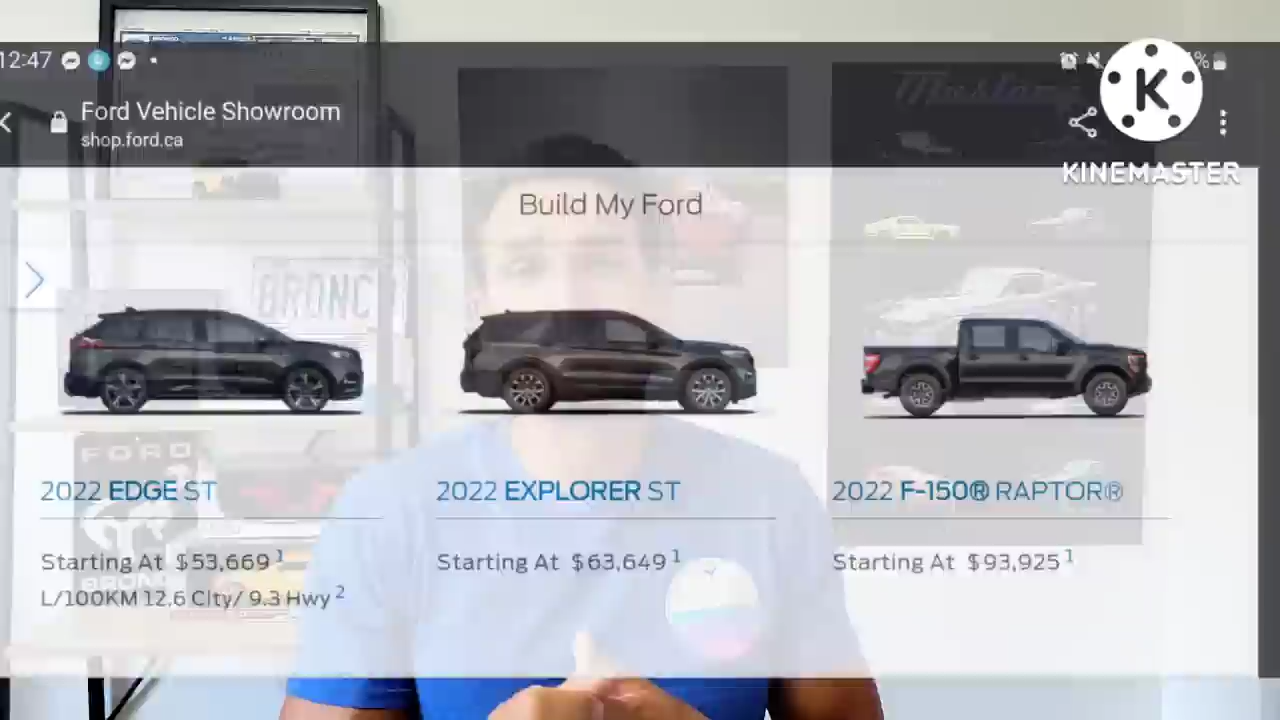 12:47
%
Ford Vehicle Showroom
shop.ford.ca
K
KINEMASTER
Mustang
Build My Ford
BRONC
FORD
2022 EDGE ST
2022 EXPLORER ST
2022 F-150® RAPTOR®
Starting At $53,669 1
Starting At $63,649 1
Starting At $93,925 1
BRONCO
L/100KM 12.6 City/ 9.3 Hwy 2